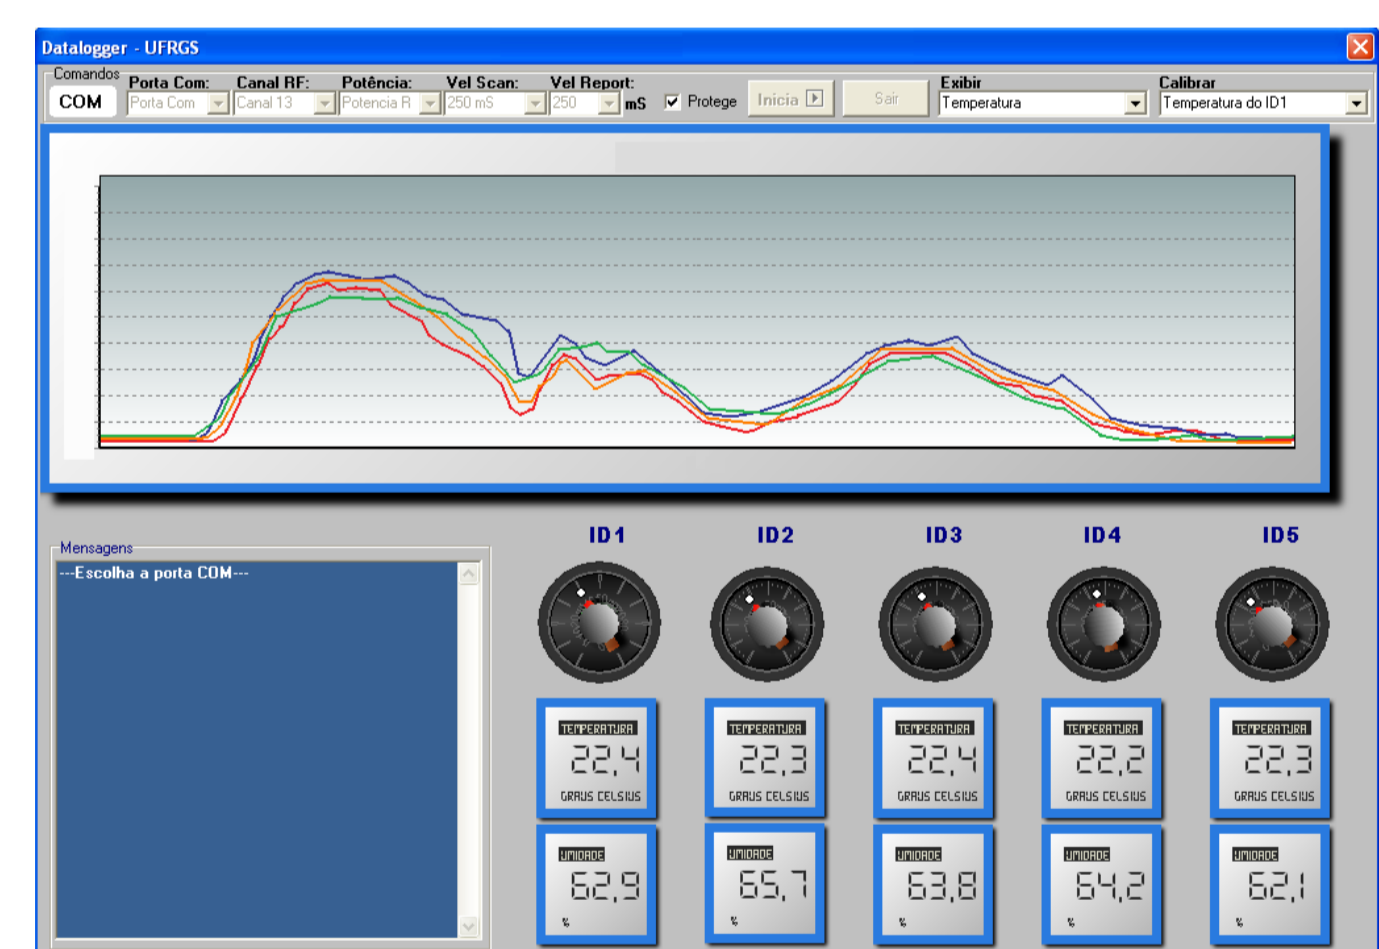 Datalogger - UFRGS
Comandos
COM
Porta Com: Canal RF: Potência: Vel Scan: Vel Report:
Porta Com Canal 13 Potencia R 250 mS 250 mS
Protege
Inicia
Sair
Exibir
Temperatura
Calibrar
Temperatura do ID1
ID1 ID2 ID3 ID4 ID5
Mensagens
---Escolha a porta COM---
TEMPERATURA TEMPERATURA TEMPERATURA TEMPERATURA TEMPERATURA
22,4 22,3 22,4 22,2 22,3
GRAUS CELSIUS GRAUS CELSIUS GRAUS CELSIUS GRAUS CELSIUS GRAUS CELSIUS
UMIDADE UMIDADE UMIDADE UMIDADE UMIDADE
62,9 65,7 63,8 64,2 62,1
% % % % %